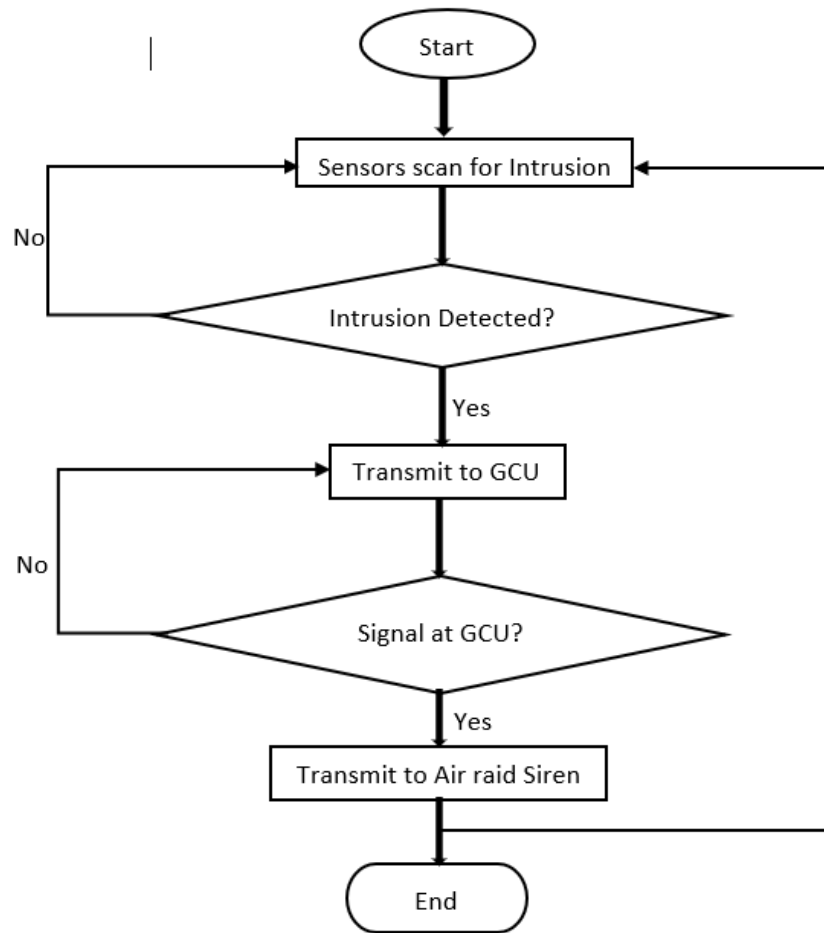 Start
Sensors scan for Intrusion
No
Intrusion Detected?
Yes
Transmit to GCU
No
Signal at GCU?
Yes
Transmit to Air raid Siren
End